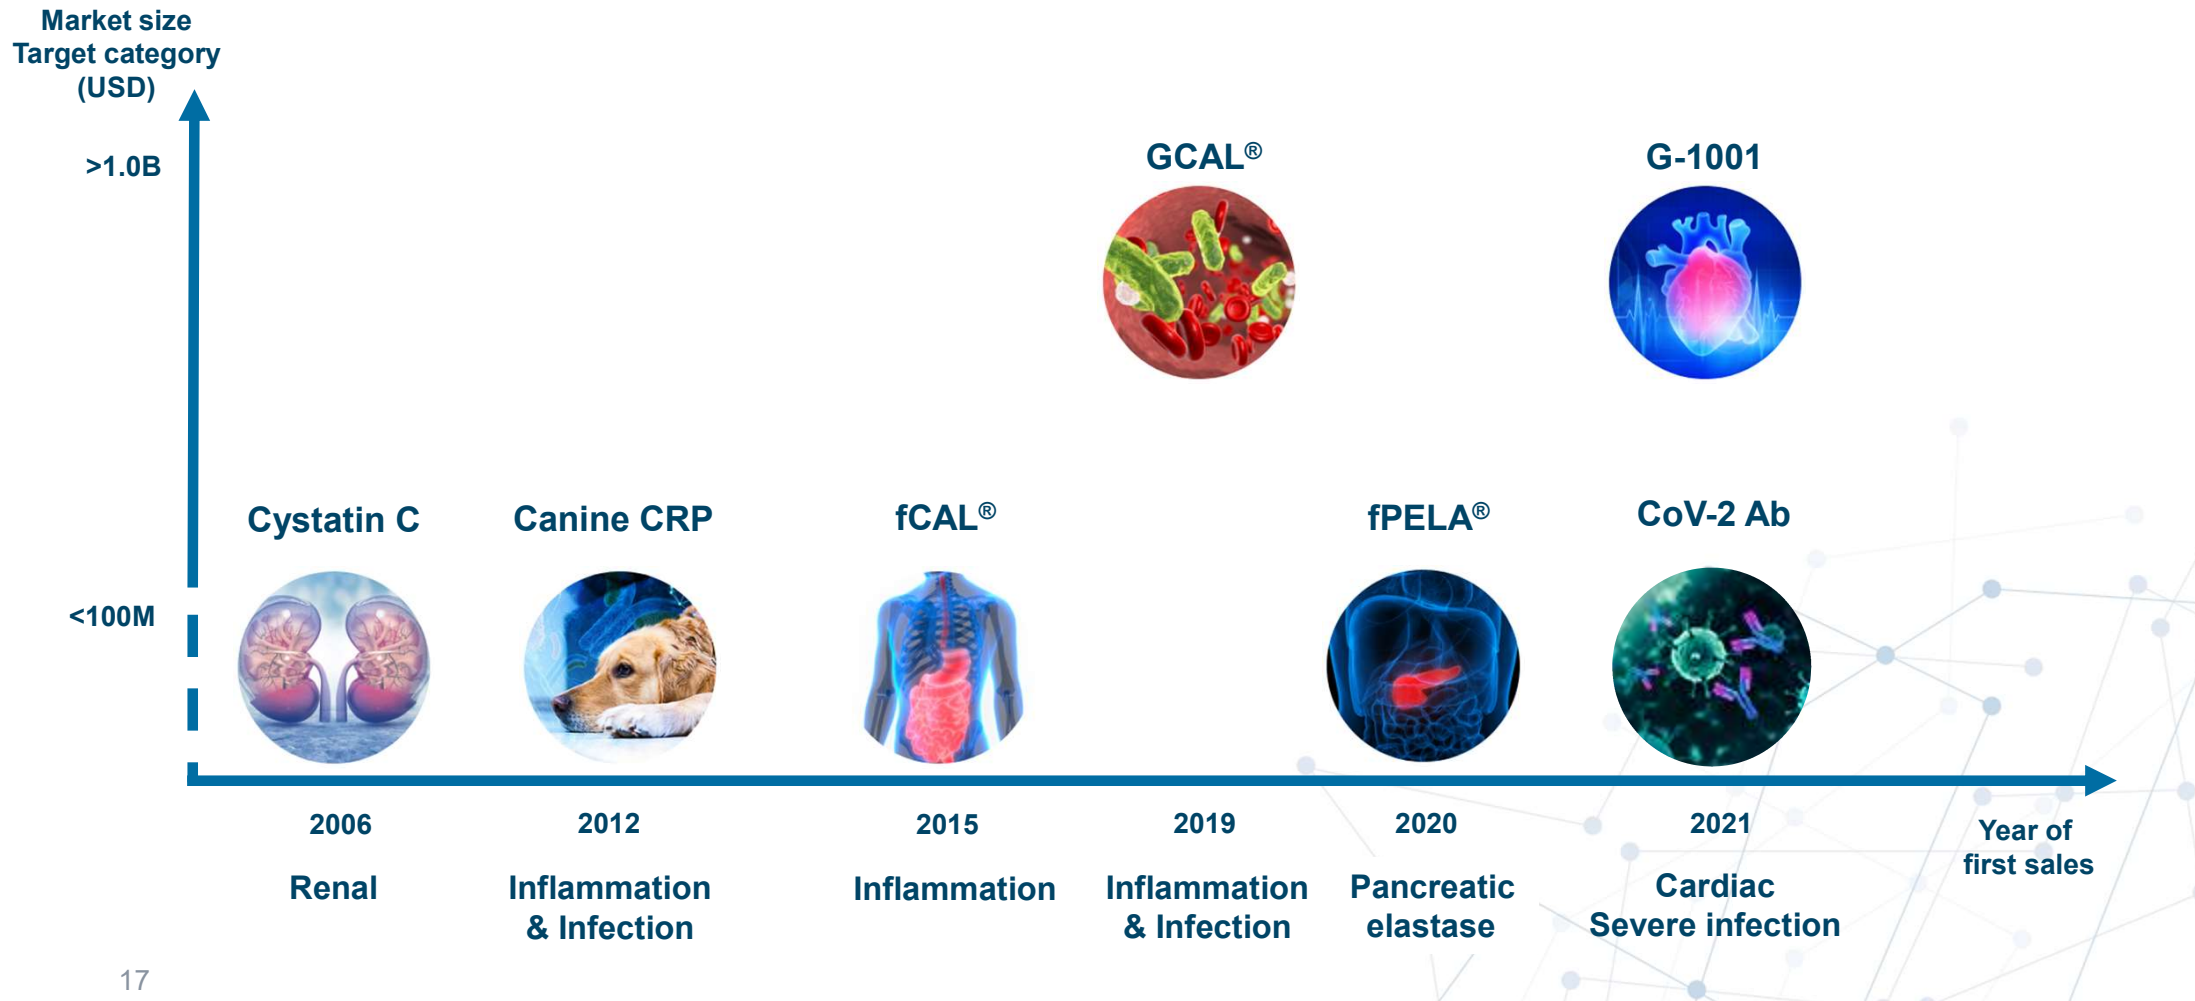 Market size
Target category
(USD)
>1.0B
GCAL®
G-1001
Cystatin C
Canine CRP
fCAL®
fPELA®
CoV-2 Ab
<100M
2006
2012
2015
2019
2020
2021
Year of
first sales
Renal
Inflammation
& Infection
Inflammation
Inflammation
& Infection
Pancreatic
elastase
Cardiac
Severe infection
17